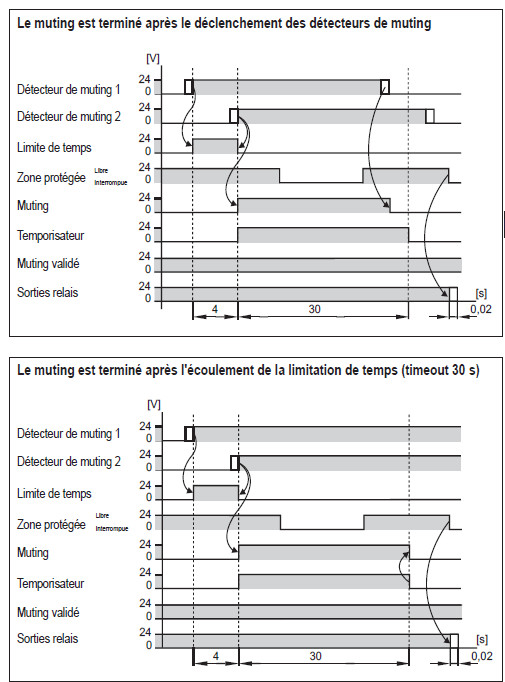 Le muting est terminé après le déclenchement des détecteurs de muting
[V]
Détecteur de muting 1 24 0
Détecteur de muting 2 24 0
Limite de temps 24 0
Zone protégée Libre Interrompue 24 0
Muting 24 0
Temporisateur 24 0
Muting validé 24 0
Sorties relais 24 0 [s]
4 30 0,02
Le muting est terminé après l'écoulement de la limitation de temps (timeout 30 s)
[V]
Détecteur de muting 1 24 0
Détecteur de muting 2 24 0
Limite de temps 24 0
Zone protégée Libre Interrompue 24 0
Muting 24 0
Temporisateur 24 0
Muting validé 24 0
Sorties relais 24 0 [s]
4 30 0,02